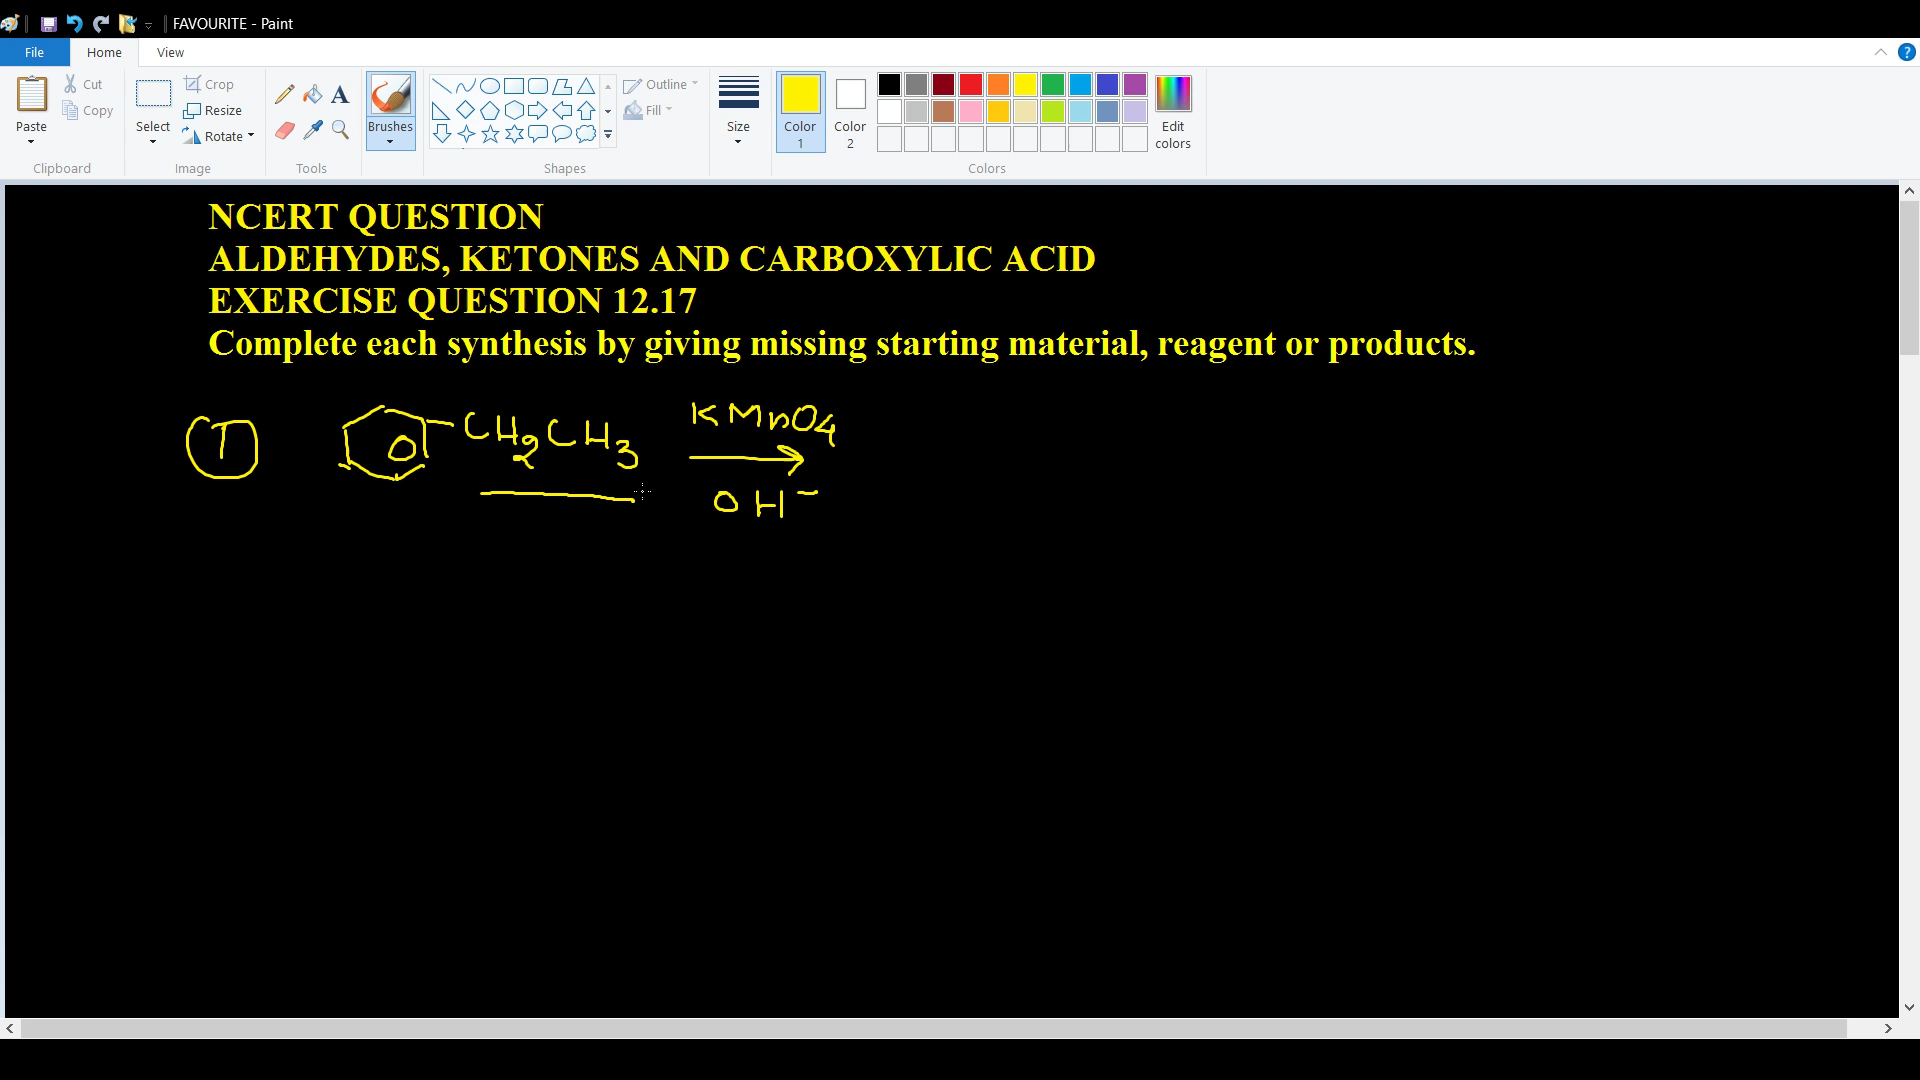 FAVOURITE - Paint
File Home View
Paste Cut Copy Select Crop Resize Rotate A Brushes Outline Fill Size Color 1 Color 2 Edit colors
Clipboard Image Tools Shapes Colors
NCERT QUESTION
ALDEHYDES, KETONES AND CARBOXYLIC ACID
EXERCISE QUESTION 12.17
Complete each synthesis by giving missing starting material, reagent or products.
KMnO4
1 CH2CH3
OH-